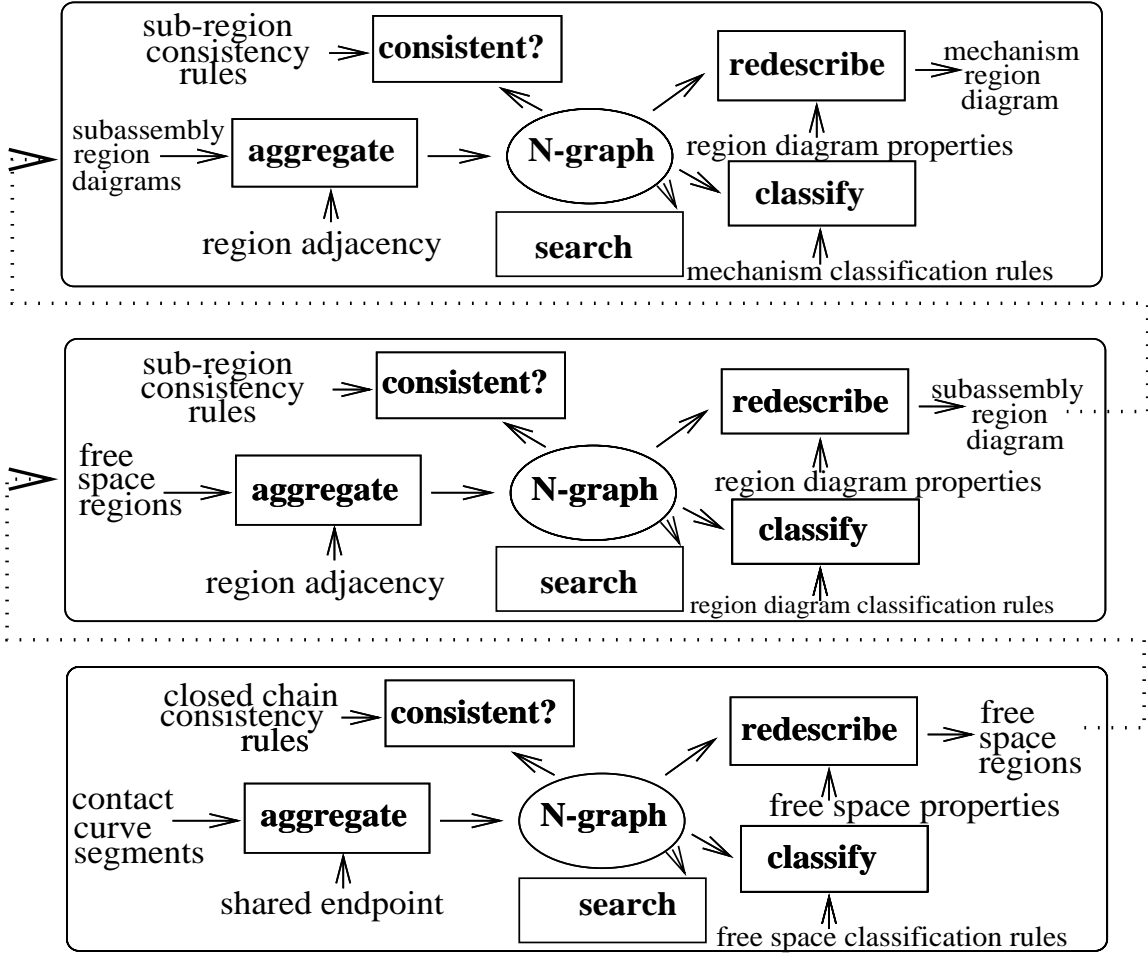 sub-region
consistency
rules
consistent?
redescribe
mechanism
region
diagram
subassembly
region
daigrams
aggregate
N-graph
region diagram properties
classify
region adjacency
search
mechanism classification rules
sub-region
consistency
rules
consistent?
redescribe
subassembly
region
diagram
free
space
regions
aggregate
N-graph
region diagram properties
classify
region adjacency
search
region diagram classification rules
closed chain
consistency
rules
consistent?
redescribe
free
space
regions
contact
curve
segments
aggregate
N-graph
free space properties
classify
shared endpoint
search
free space classification rules